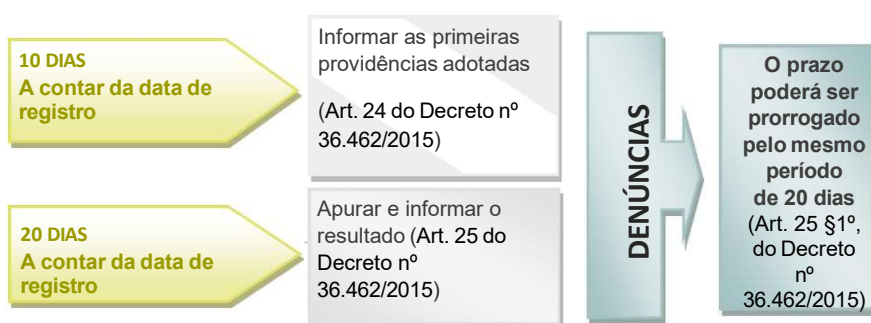 10 DIAS
A contar da data de
registro
Informar as primeiras
providências adotadas
(Art. 24 do Decreto nº
36.462/2015)
20 DIAS
A contar da data de
registro
Apurar e informar o
resultado (Art. 25 do
Decreto nº
36.462/2015)
DENÚNCIAS
O prazo
poderá ser
prorrogado
pelo mesmo
período
de 20 dias
(Art. 25 §1º,
do Decreto
nº
36.462/2015)